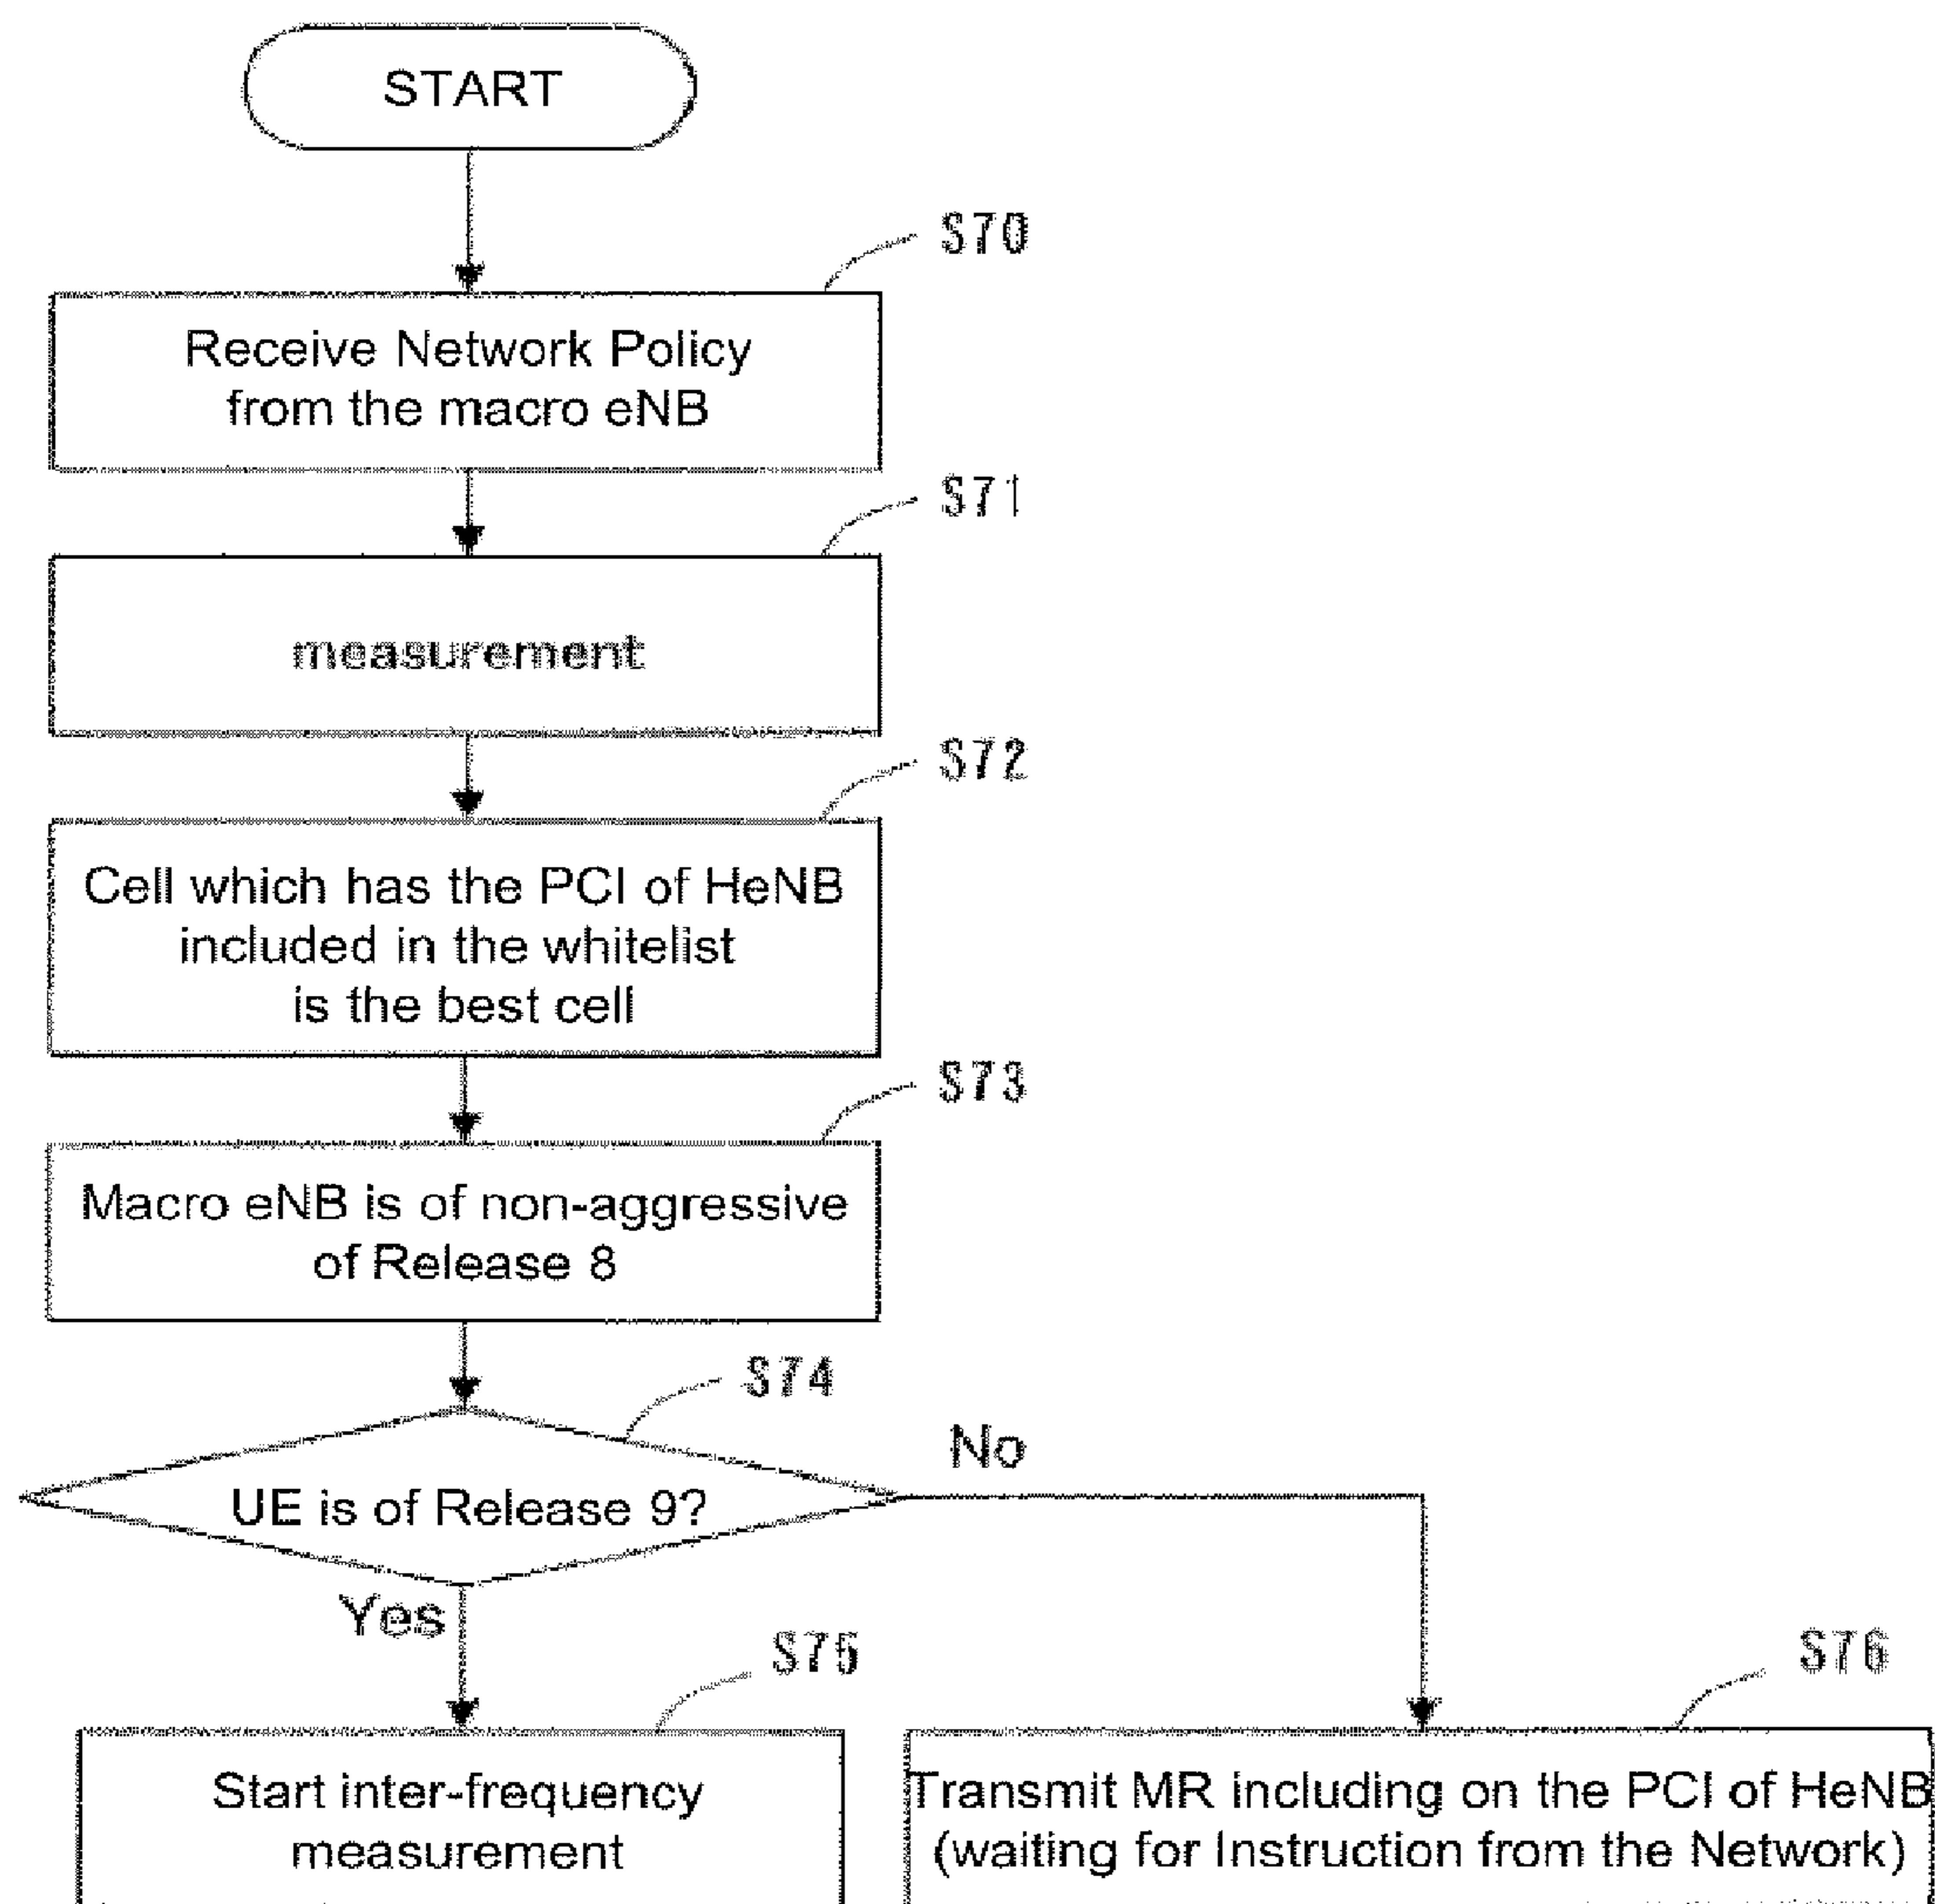 START
S70
Receive Network Policy
from the macro eNB
S71
measurement
S72
Cell which has the PCI of HeNB
included in the whitelist
is the best cell
S73
Macro eNB is of non-aggressive
of Release 8
S74
No
UE is of Release 9?
Yes
S75
S76
Start inter-frequency
measurement
Transmit MR including on the PCI of HeNB
(waiting for Instruction from the Network)